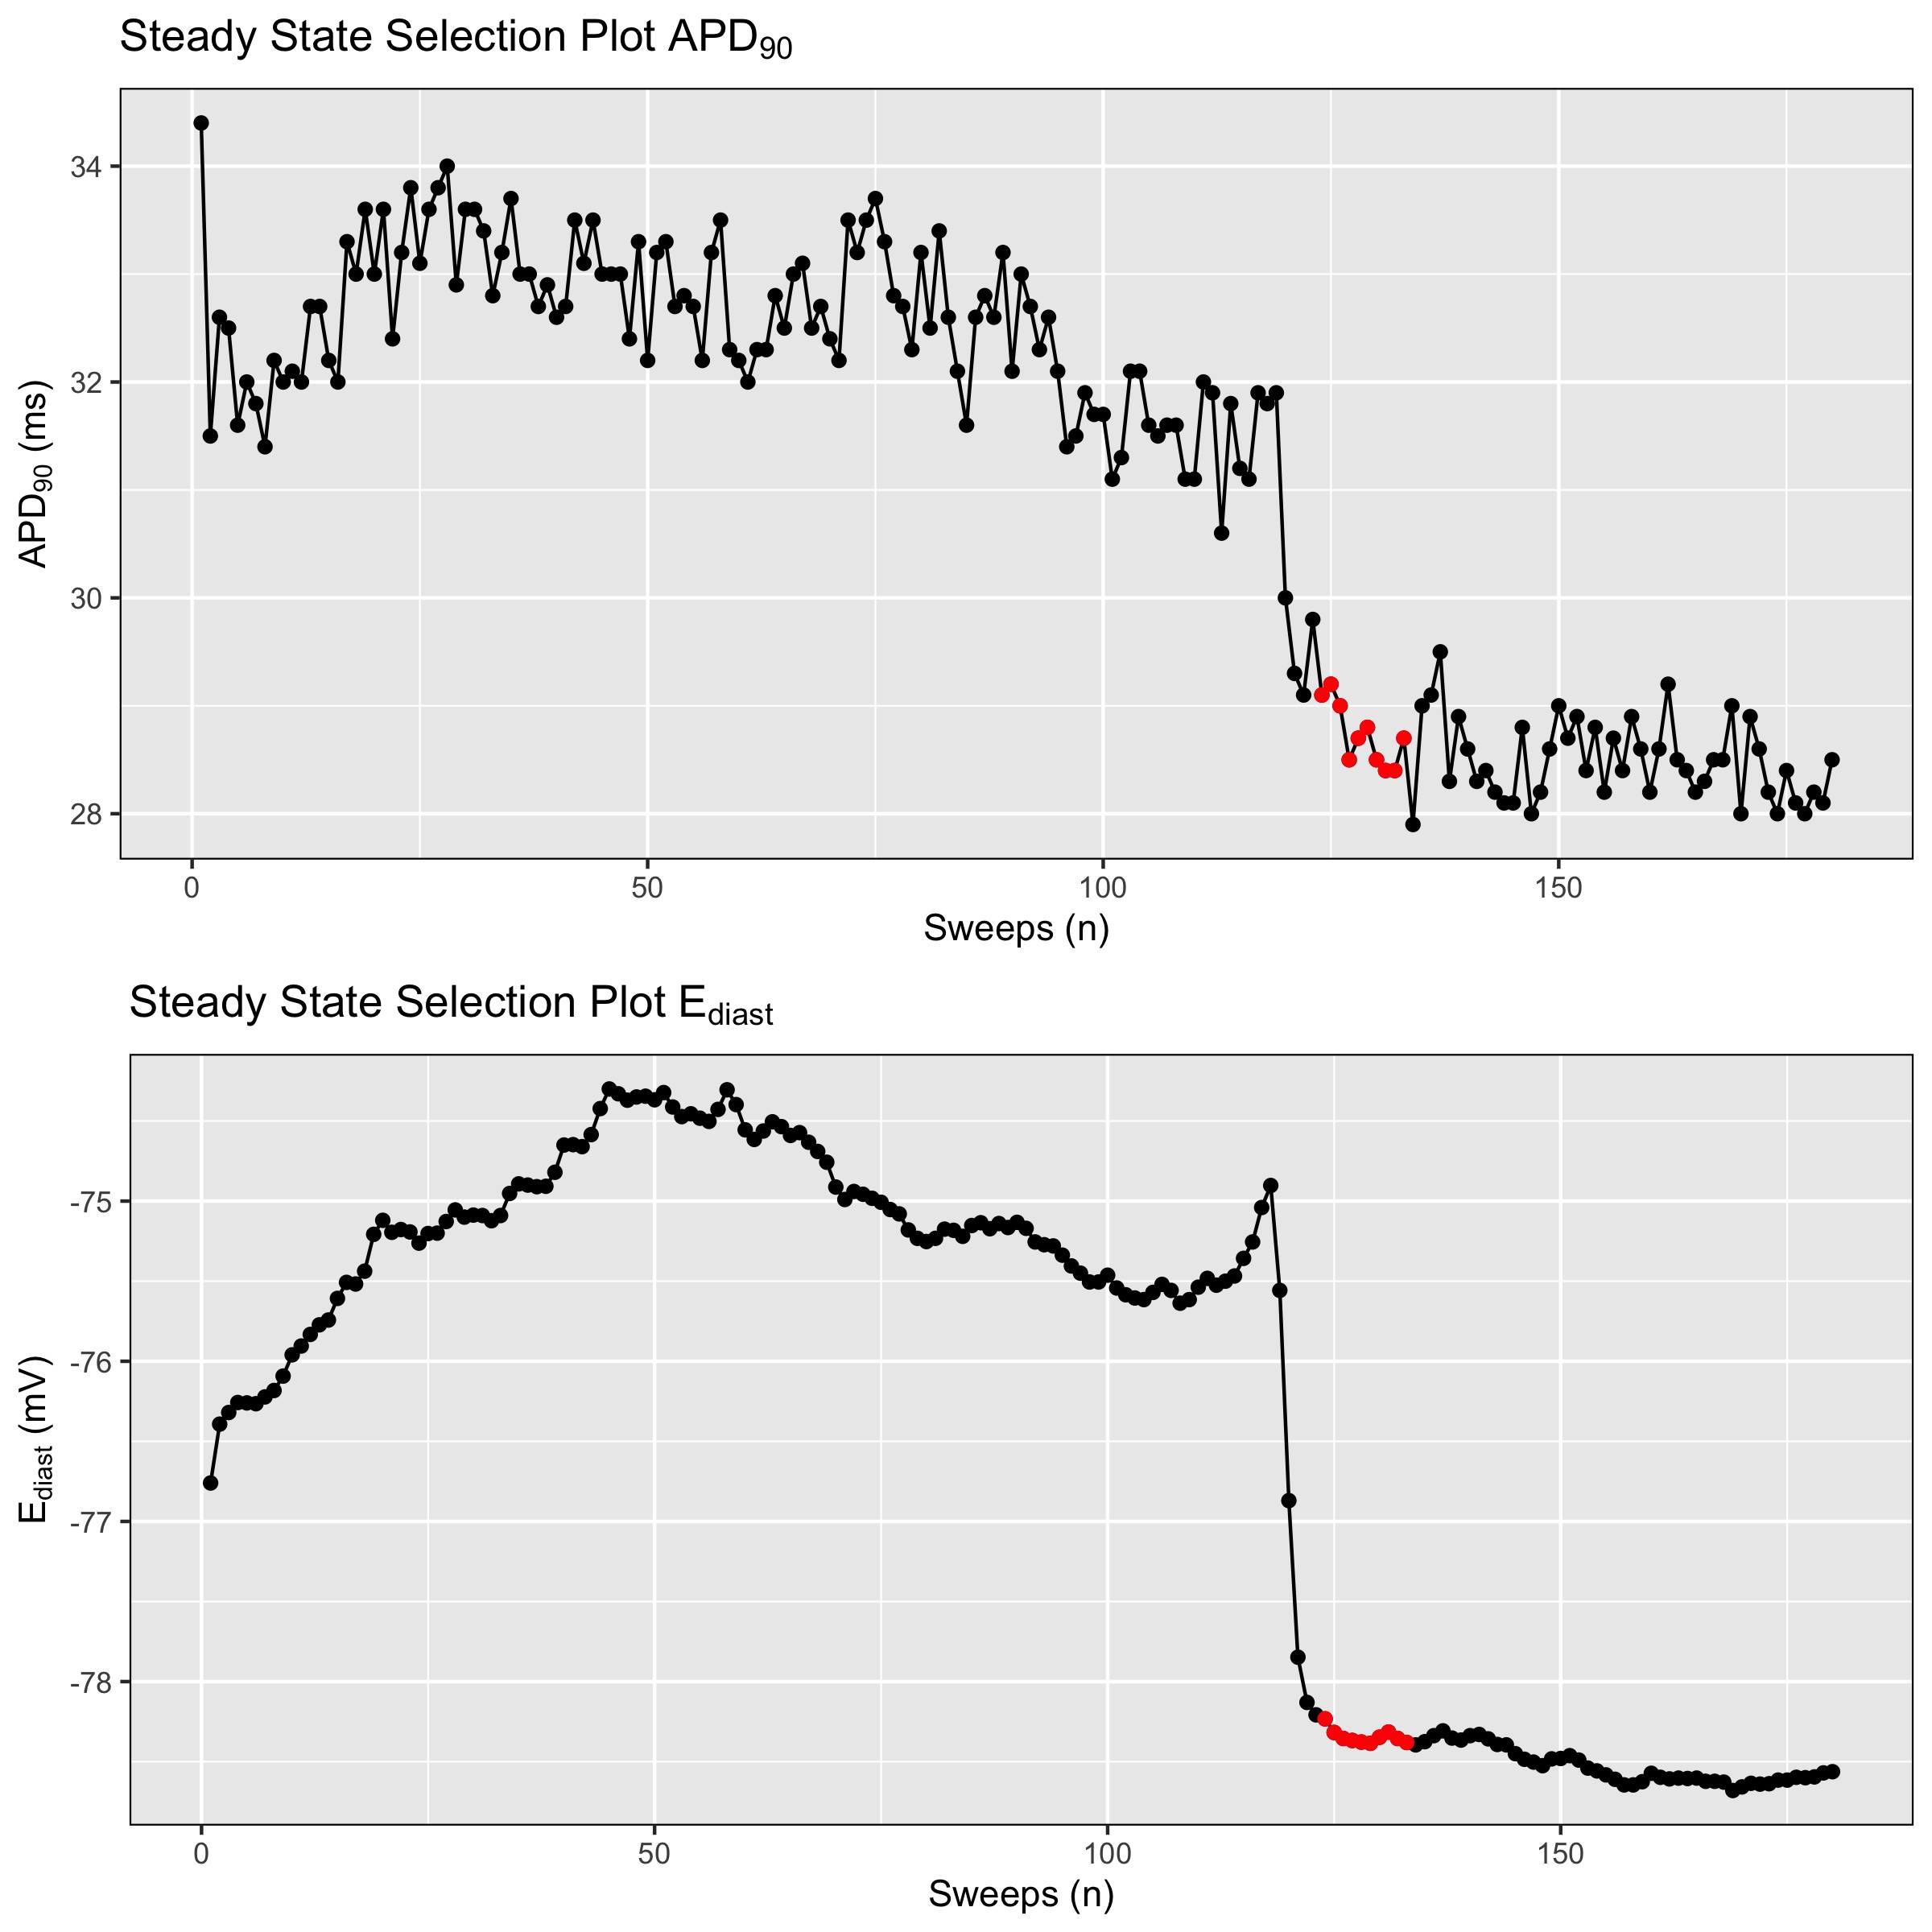 Steady State Selection Plot APD90
34
32
30
28
APD90 (ms)
0 50 100 150
Sweeps (n)
Steady State Selection Plot Ediast
-75
-76
-77
-78
Ediast (mV)
0 50 100 150
Sweeps (n)